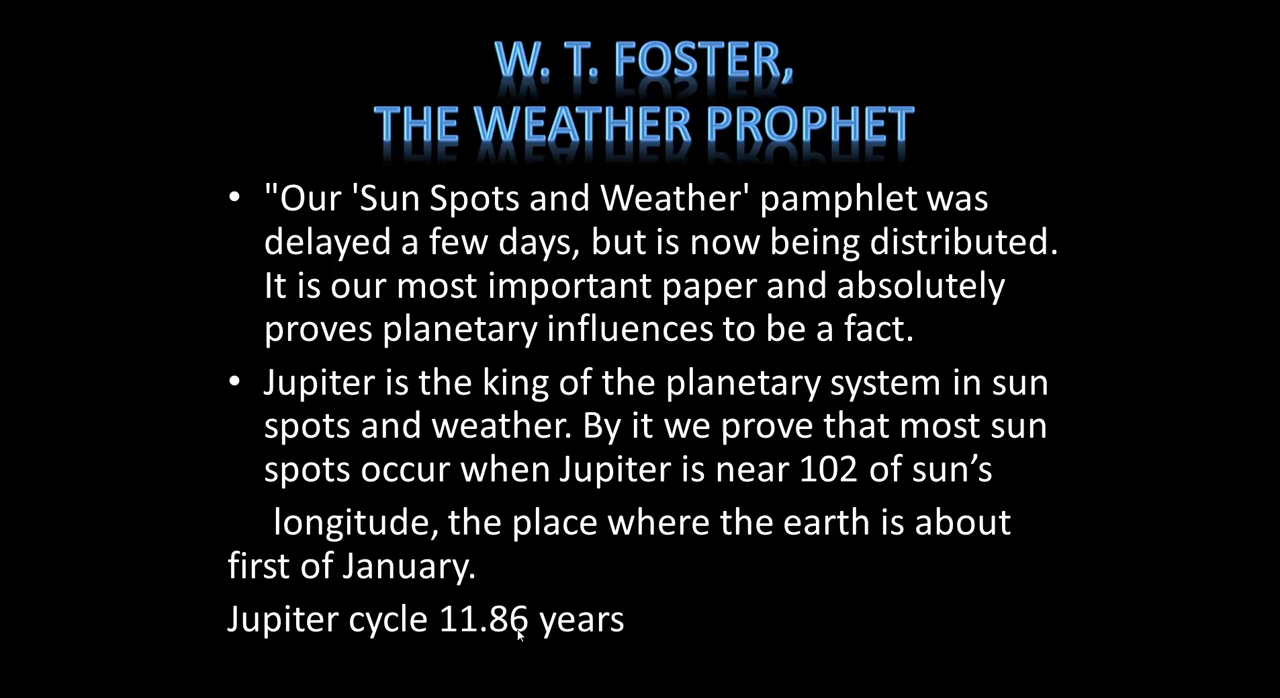 W. T. FOSTER,
THE WEATHER PROPHET
• "Our 'Sun Spots and Weather' pamphlet was
delayed a few days, but is now being distributed.
It is our most important paper and absolutely
proves planetary influences to be a fact.
• Jupiter is the king of the planetary system in sun
spots and weather. By it we prove that most sun
spots occur when Jupiter is near 102 of sun’s
longitude, the place where the earth is about
first of January.
Jupiter cycle 11.86 years